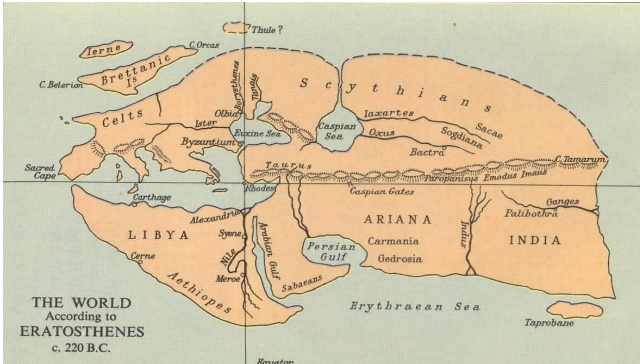 Thule ?
Ierne
C. Orcas
Brettanic
Is
C. Belerion
Scythians
Borysthenes
Tanais
Celts
Olbia
Ister
Euxine Sea
Caspian
Sea
Iaxartes
Sacae
Oxus
Sogdiana
Byzantium
Bactra
Sacred
Cape
Taurus
C. Tamarum
Paropanisus Emodus Imaus
Rhodes
Caspian Gates
Carthage
Alexandria
Ganges
Palibothra
ARIANA
LIBYA
Syene
Arabian Gulf
Carmania
INDIA
Persian
Gulf
Gedrosia
Indus
Cerne
Nile
Meroe
Sabaeans
Aethiopes
Erythraean Sea
Taprobane
THE WORLD
According to
ERATOSTHENES
c. 220 B.C.
Equator